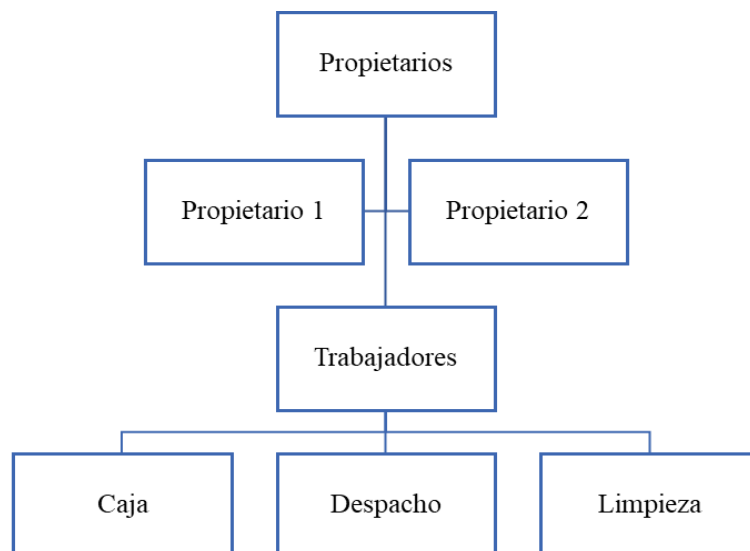 Propietarios
Propietario 1
Propietario 2
Trabajadores
Caja
Despacho
Limpieza